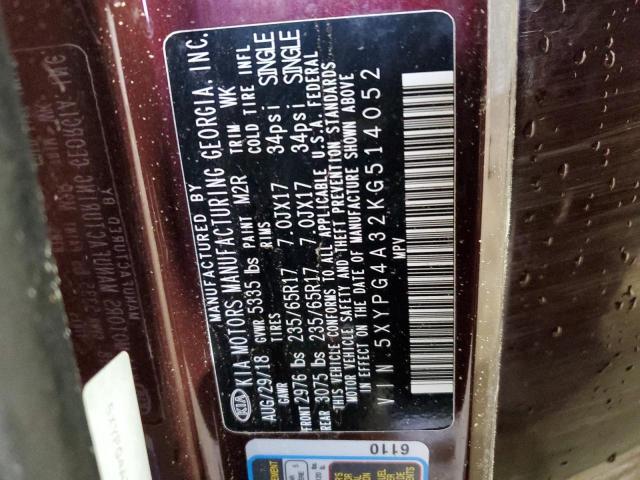 KIA
MANUFACTURED BY
KIA MOTORS MANUFACTURING GEORGIA, INC.
AUG/29/18 GVWR 5335 lbs PAINT M2R TRIM WK
GAWR TIRES RIMS COLD TIRE INFL
FRONT 2976 lbs 235/65R17 7.0JX17 34psi SINGLE
REAR 3075 lbs 235/65R17 7.0JX17 34psi SINGLE
THIS VEHICLE CONFORMS TO ALL APPLICABLE U.S.A. FEDERAL
MOTOR VEHICLE SAFETY AND THEFT PREVENTION STANDARDS
IN EFFECT ON THE DATE OF MANUFACTURE SHOWN ABOVE
VIN.5XYPG4A32KG514052
MPV
6110